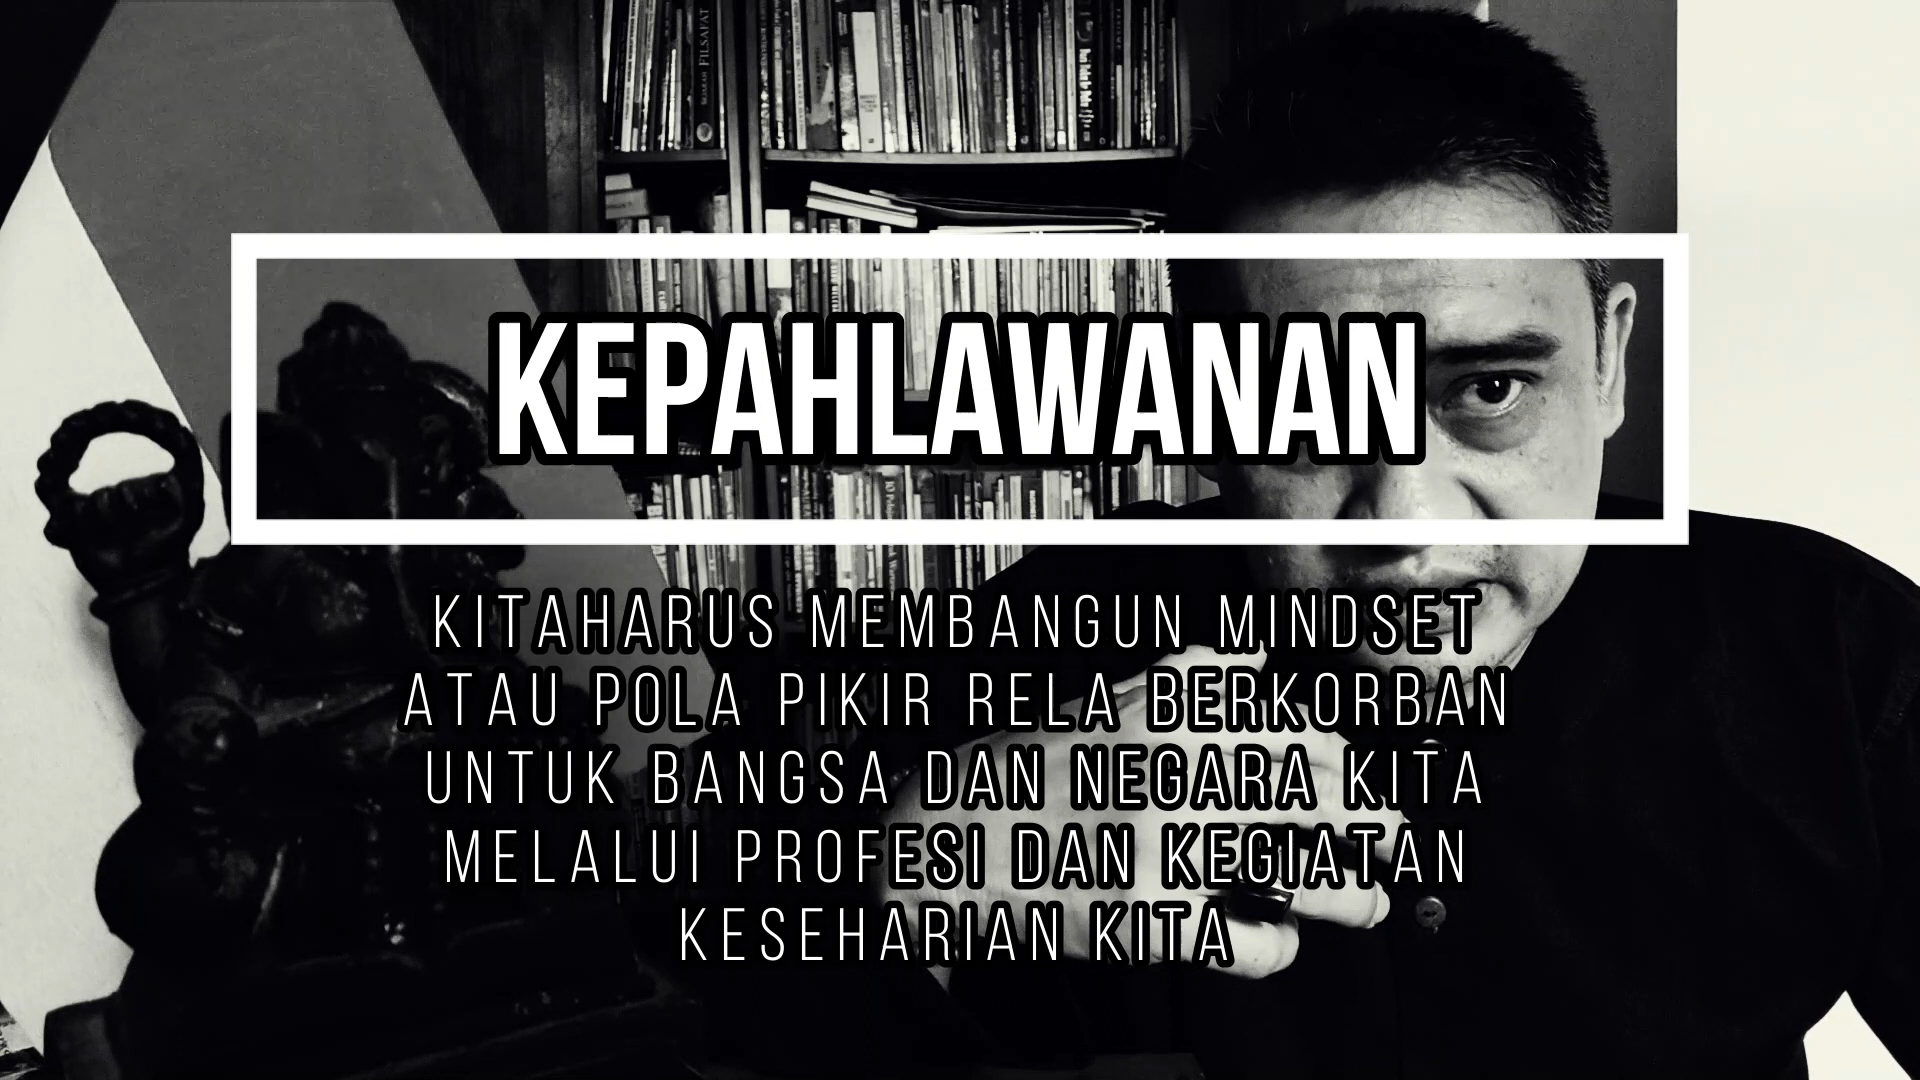 FILSAFAT
KEPAHLAWANAN
KITAHARUS MEMBANGUN MINDSET
ATAU POLA PIKIR RELA BERKORBAN
UNTUK BANGSA DAN NEGARA KITA
MELALUI PROFESI DAN KEGIATAN
KESEHARIAN KITA